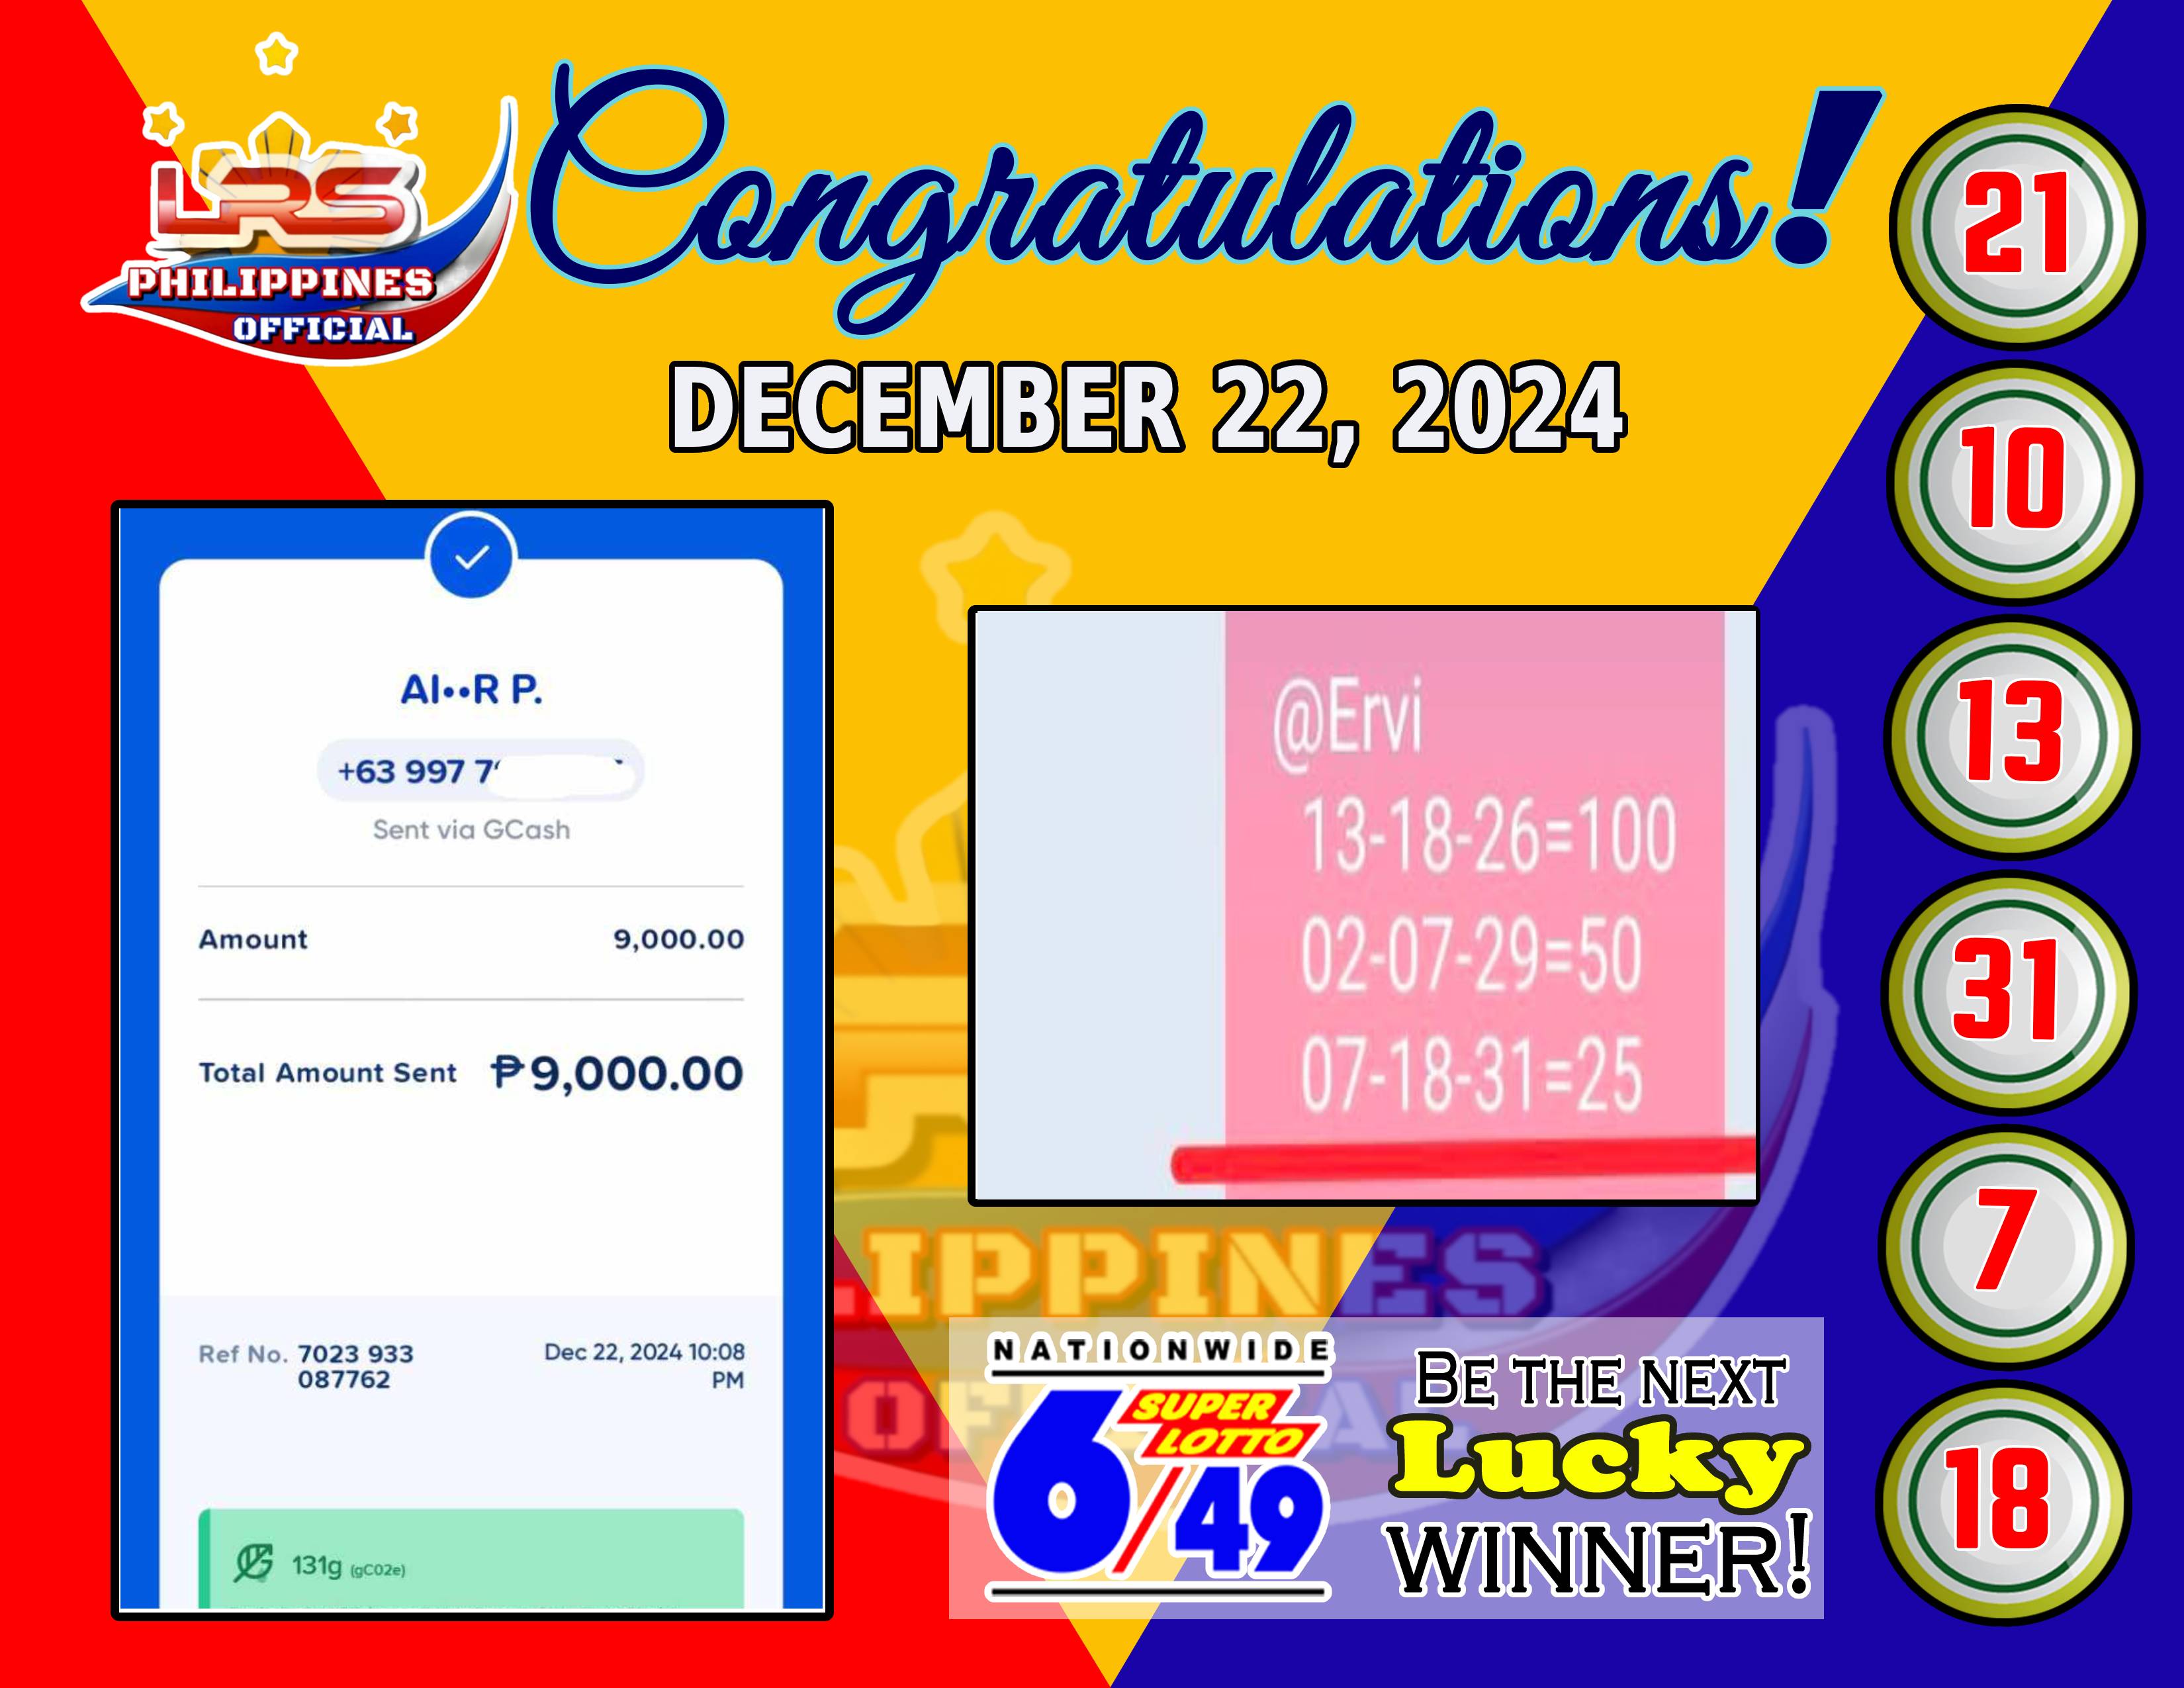 LRS
PHILIPPINES
OFFICIAL
Congratulations!
DECEMBER 22, 2024
Al••R P.
+63 997 7
Sent via GCash
Amount 9,000.00
Total Amount Sent ₱9,000.00
Ref No. 7023 933 087762
Dec 22, 2024 10:08 PM
131g (gCO2e)
@Ervi
13-18-26=100
02-07-29=50
07-18-31=25
21
10
13
31
7
18
NATIONWIDE
SUPER
LOTTO
6/49
BE THE NEXT
Lucky
WINNER!